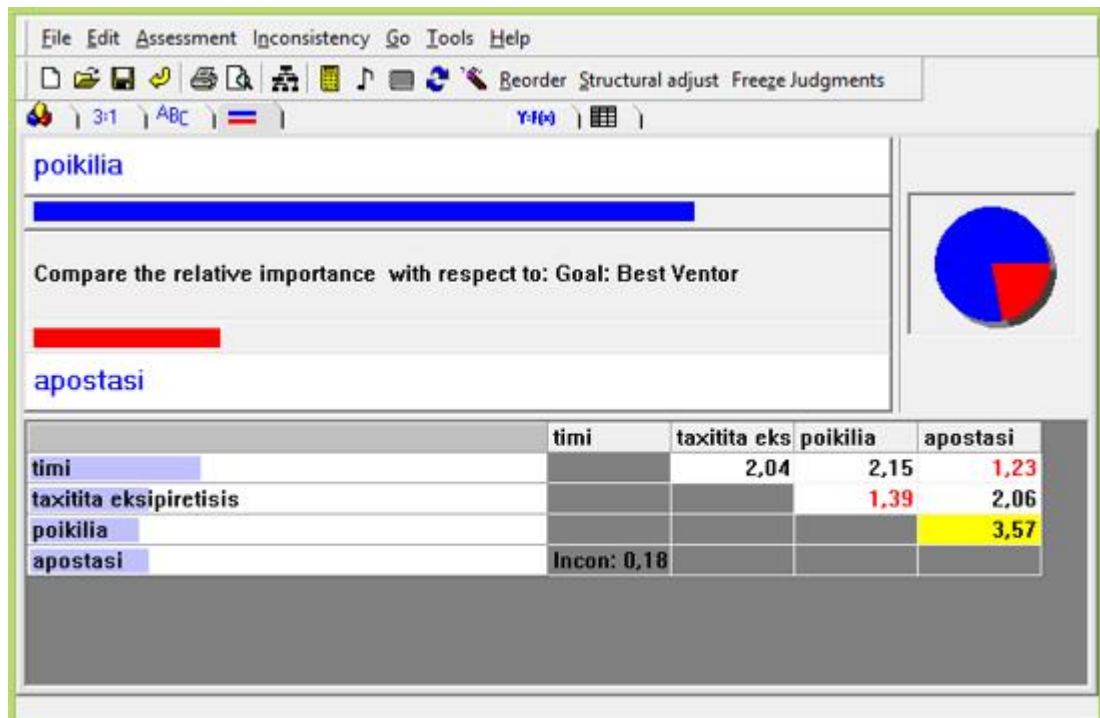 File Edit Assessment Inconsistency Go Tools Help
Reorder Structural adjust Freeze Judgments
3:1 ABC Y:F(x)
poikilia
Compare the relative importance with respect to: Goal: Best Ventor
apostasi
timi taxitita eks poikilia apostasi
timi 2,04 2,15 1,23
taxitita eksipiretisis 1,39 2,06
poikilia 3,57
apostasi Incon: 0,18